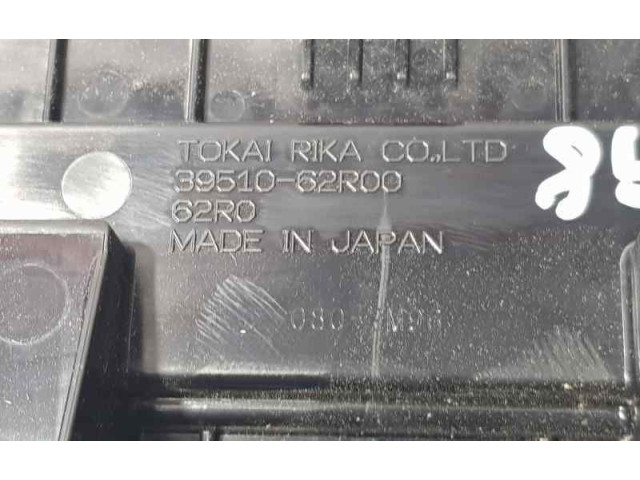 TOKAI RIKA CO.,LTD
39510-62R00
62R0
MADE IN JAPAN